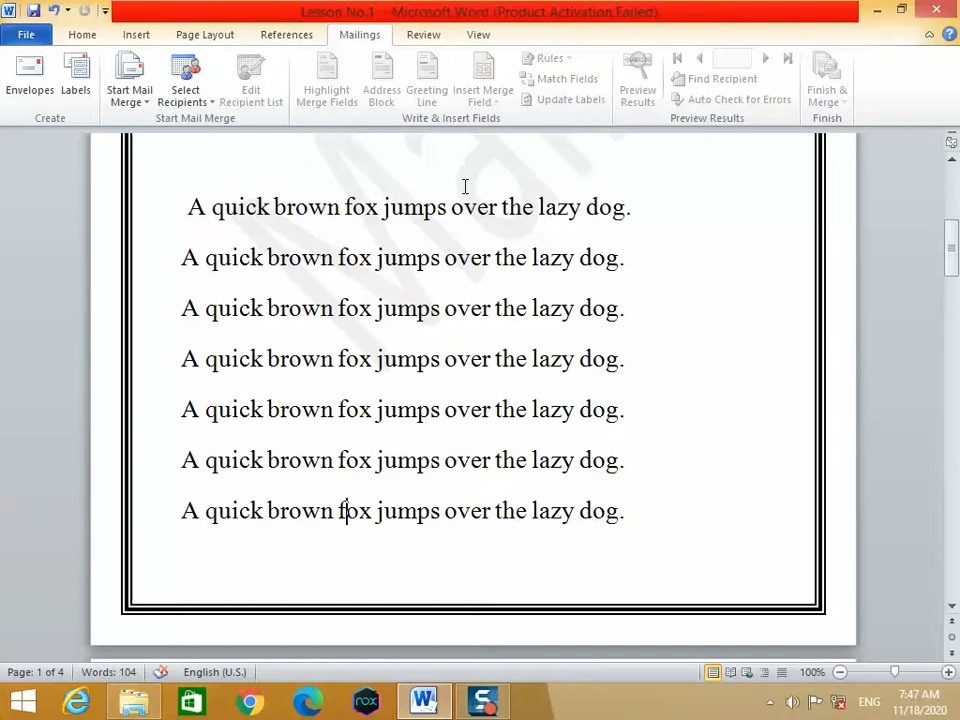 Lesson No.1 - Microsoft Word (Product Activation Failed)
File Home Insert Page Layout References Mailings Review View
Envelopes Labels Start Mail Merge Select Recipients Edit Recipient List Highlight Merge Fields Address Block Greeting Line Insert Merge Field Rules Match Fields Update Labels Preview Results Find Recipient Auto Check for Errors Finish & Merge
Create Start Mail Merge Write & Insert Fields Preview Results Finish
A quick brown fox jumps over the lazy dog.
A quick brown fox jumps over the lazy dog.
A quick brown fox jumps over the lazy dog.
A quick brown fox jumps over the lazy dog.
A quick brown fox jumps over the lazy dog.
A quick brown fox jumps over the lazy dog.
A quick brown fox jumps over the lazy dog.
Page: 1 of 4 Words: 104 English (U.S.) 100%
ENG 7:47 AM
11/18/2020